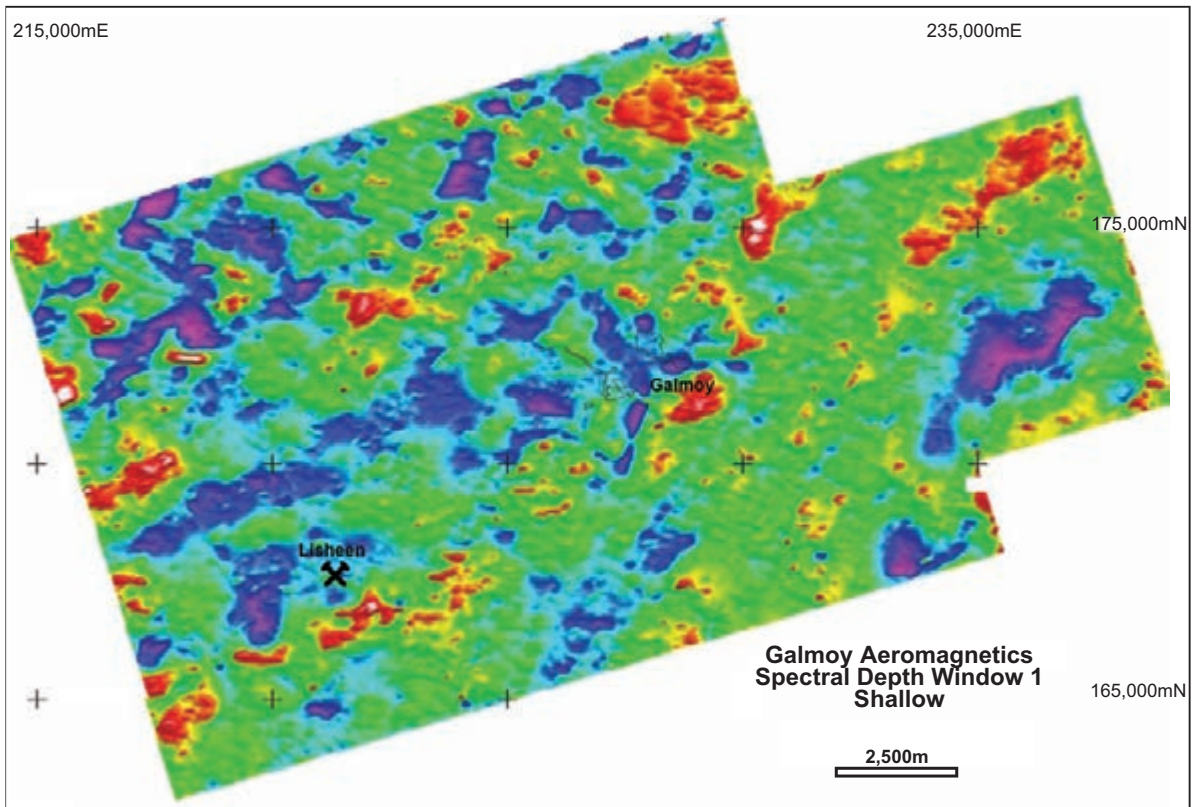 215,000mE
235,000mE
175,000mN
Galmoy
Lisheen
Galmoy Aeromagnetics
Spectral Depth Window 1
Shallow
165,000mN
2,500m